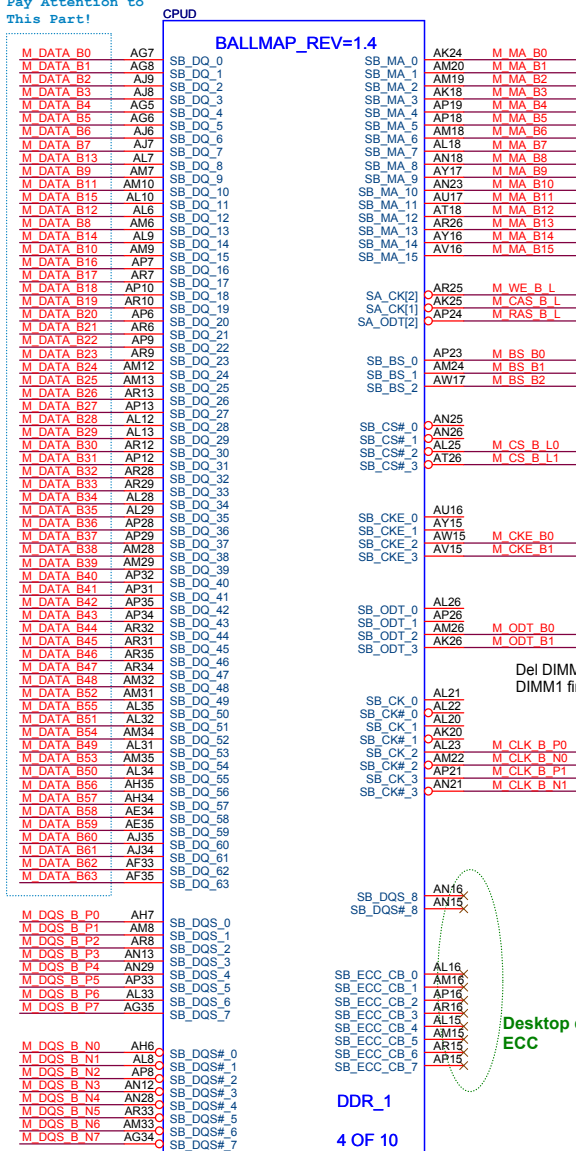 Pay Attention to
This Part!
CPUD
BALLMAP_REV=1.4
M_DATA_B0 AG7 SB_DQ_0
M_DATA_B1 AG8 SB_DQ_1
M_DATA_B2 AJ9 SB_DQ_2
M_DATA_B3 AJ8 SB_DQ_3
M_DATA_B4 AG5 SB_DQ_4
M_DATA_B5 AG6 SB_DQ_5
M_DATA_B6 AJ6 SB_DQ_6
M_DATA_B7 AJ7 SB_DQ_7
M_DATA_B13 AL7 SB_DQ_8
M_DATA_B9 AM7 SB_DQ_9
M_DATA_B11 AM10 SB_DQ_10
M_DATA_B15 AL10 SB_DQ_11
M_DATA_B12 AL6 SB_DQ_12
M_DATA_B8 AM6 SB_DQ_13
M_DATA_B14 AL9 SB_DQ_14
M_DATA_B10 AM9 SB_DQ_15
M_DATA_B16 AP7 SB_DQ_16
M_DATA_B17 AR7 SB_DQ_17
M_DATA_B18 AP10 SB_DQ_18
M_DATA_B19 AR10 SB_DQ_19
M_DATA_B20 AP6 SB_DQ_20
M_DATA_B21 AR6 SB_DQ_21
M_DATA_B22 AP9 SB_DQ_22
M_DATA_B23 AR9 SB_DQ_23
M_DATA_B24 AM12 SB_DQ_24
M_DATA_B25 AM13 SB_DQ_25
M_DATA_B26 AR13 SB_DQ_26
M_DATA_B27 AP13 SB_DQ_27
M_DATA_B28 AL12 SB_DQ_28
M_DATA_B29 AL13 SB_DQ_29
M_DATA_B30 AR12 SB_DQ_30
M_DATA_B31 AP12 SB_DQ_31
M_DATA_B32 AR28 SB_DQ_32
M_DATA_B33 AR29 SB_DQ_33
M_DATA_B34 AL28 SB_DQ_34
M_DATA_B35 AL29 SB_DQ_35
M_DATA_B36 AP28 SB_DQ_36
M_DATA_B37 AP29 SB_DQ_37
M_DATA_B38 AM28 SB_DQ_38
M_DATA_B39 AM29 SB_DQ_39
M_DATA_B40 AP32 SB_DQ_40
M_DATA_B41 AP31 SB_DQ_41
M_DATA_B42 AP35 SB_DQ_42
M_DATA_B43 AP34 SB_DQ_43
M_DATA_B44 AR32 SB_DQ_44
M_DATA_B45 AR31 SB_DQ_45
M_DATA_B46 AR35 SB_DQ_46
M_DATA_B47 AR34 SB_DQ_47
M_DATA_B48 AM32 SB_DQ_48
M_DATA_B52 AM31 SB_DQ_49
M_DATA_B55 AL35 SB_DQ_50
M_DATA_B51 AL32 SB_DQ_51
M_DATA_B54 AM34 SB_DQ_52
M_DATA_B49 AL31 SB_DQ_53
M_DATA_B53 AM35 SB_DQ_54
M_DATA_B50 AL34 SB_DQ_55
M_DATA_B56 AH35 SB_DQ_56
M_DATA_B57 AH34 SB_DQ_57
M_DATA_B58 AE34 SB_DQ_58
M_DATA_B59 AE35 SB_DQ_59
M_DATA_B60 AJ35 SB_DQ_60
M_DATA_B61 AJ34 SB_DQ_61
M_DATA_B62 AF33 SB_DQ_62
M_DATA_B63 AF35 SB_DQ_63
M_DQS_B_P0 AH7 SB_DQS_0
M_DQS_B_P1 AM8 SB_DQS_1
M_DQS_B_P2 AR8 SB_DQS_2
M_DQS_B_P3 AN13 SB_DQS_3
M_DQS_B_P4 AN29 SB_DQS_4
M_DQS_B_P5 AP33 SB_DQS_5
M_DQS_B_P6 AL33 SB_DQS_6
M_DQS_B_P7 AG35 SB_DQS_7
M_DQS_B_N0 AH6 SB_DQS#_0
M_DQS_B_N1 AL8 SB_DQS#_1
M_DQS_B_N2 AP8 SB_DQS#_2
M_DQS_B_N3 AN12 SB_DQS#_3
M_DQS_B_N4 AN28 SB_DQS#_4
M_DQS_B_N5 AR33 SB_DQS#_5
M_DQS_B_N6 AM33 SB_DQS#_6
M_DQS_B_N7 AG34 SB_DQS#_7
SB_MA_0 AK24 M_MA_B0
SB_MA_1 AM20 M_MA_B1
SB_MA_2 AM19 M_MA_B2
SB_MA_3 AK18 M_MA_B3
SB_MA_4 AP19 M_MA_B4
SB_MA_5 AP18 M_MA_B5
SB_MA_6 AM18 M_MA_B6
SB_MA_7 AL18 M_MA_B7
SB_MA_8 AN18 M_MA_B8
SB_MA_9 AY17 M_MA_B9
SB_MA_10 AN23 M_MA_B10
SB_MA_11 AU17 M_MA_B11
SB_MA_12 AT18 M_MA_B12
SB_MA_13 AR26 M_MA_B13
SB_MA_14 AY16 M_MA_B14
SB_MA_15 AV16 M_MA_B15
SA_CK[2] AR25 M_WE_B_L
SA_CK[1] AK25 M_CAS_B_L
SA_ODT[2] AP24 M_RAS_B_L
SB_BS_0 AP23 M_BS_B0
SB_BS_1 AM24 M_BS_B1
SB_BS_2 AW17 M_BS_B2
SB_CS#_0 AN25
SB_CS#_1 AN26
SB_CS#_2 AL25 M_CS_B_L0
SB_CS#_3 AT26 M_CS_B_L1
SB_CKE_0 AU16
SB_CKE_1 AY15
SB_CKE_2 AW15 M_CKE_B0
SB_CKE_3 AV15 M_CKE_B1
SB_ODT_0 AL26
SB_ODT_1 AP26
SB_ODT_2 AM26 M_ODT_B0
SB_ODT_3 AK26 M_ODT_B1
Del DIMM
DIMM1 fi
SB_CK_0 AL21
SB_CK#_0 AL22
SB_CK_1 AL20
SB_CK#_1 AK20
SB_CK_2 AL23 M_CLK_B_P0
SB_CK#_2 AM22 M_CLK_B_N0
SB_CK_3 AP21 M_CLK_B_P1
SB_CK#_3 AN21 M_CLK_B_N1
SB_DQS_8 AN16
SB_DQS#_8 AN15
SB_ECC_CB_0 AL16
SB_ECC_CB_1 AM16
SB_ECC_CB_2 AP16
SB_ECC_CB_3 AR16
SB_ECC_CB_4 AL15
SB_ECC_CB_5 AM15
SB_ECC_CB_6 AR15
SB_ECC_CB_7 AP15
Desktop
ECC
DDR_1
4 OF 10